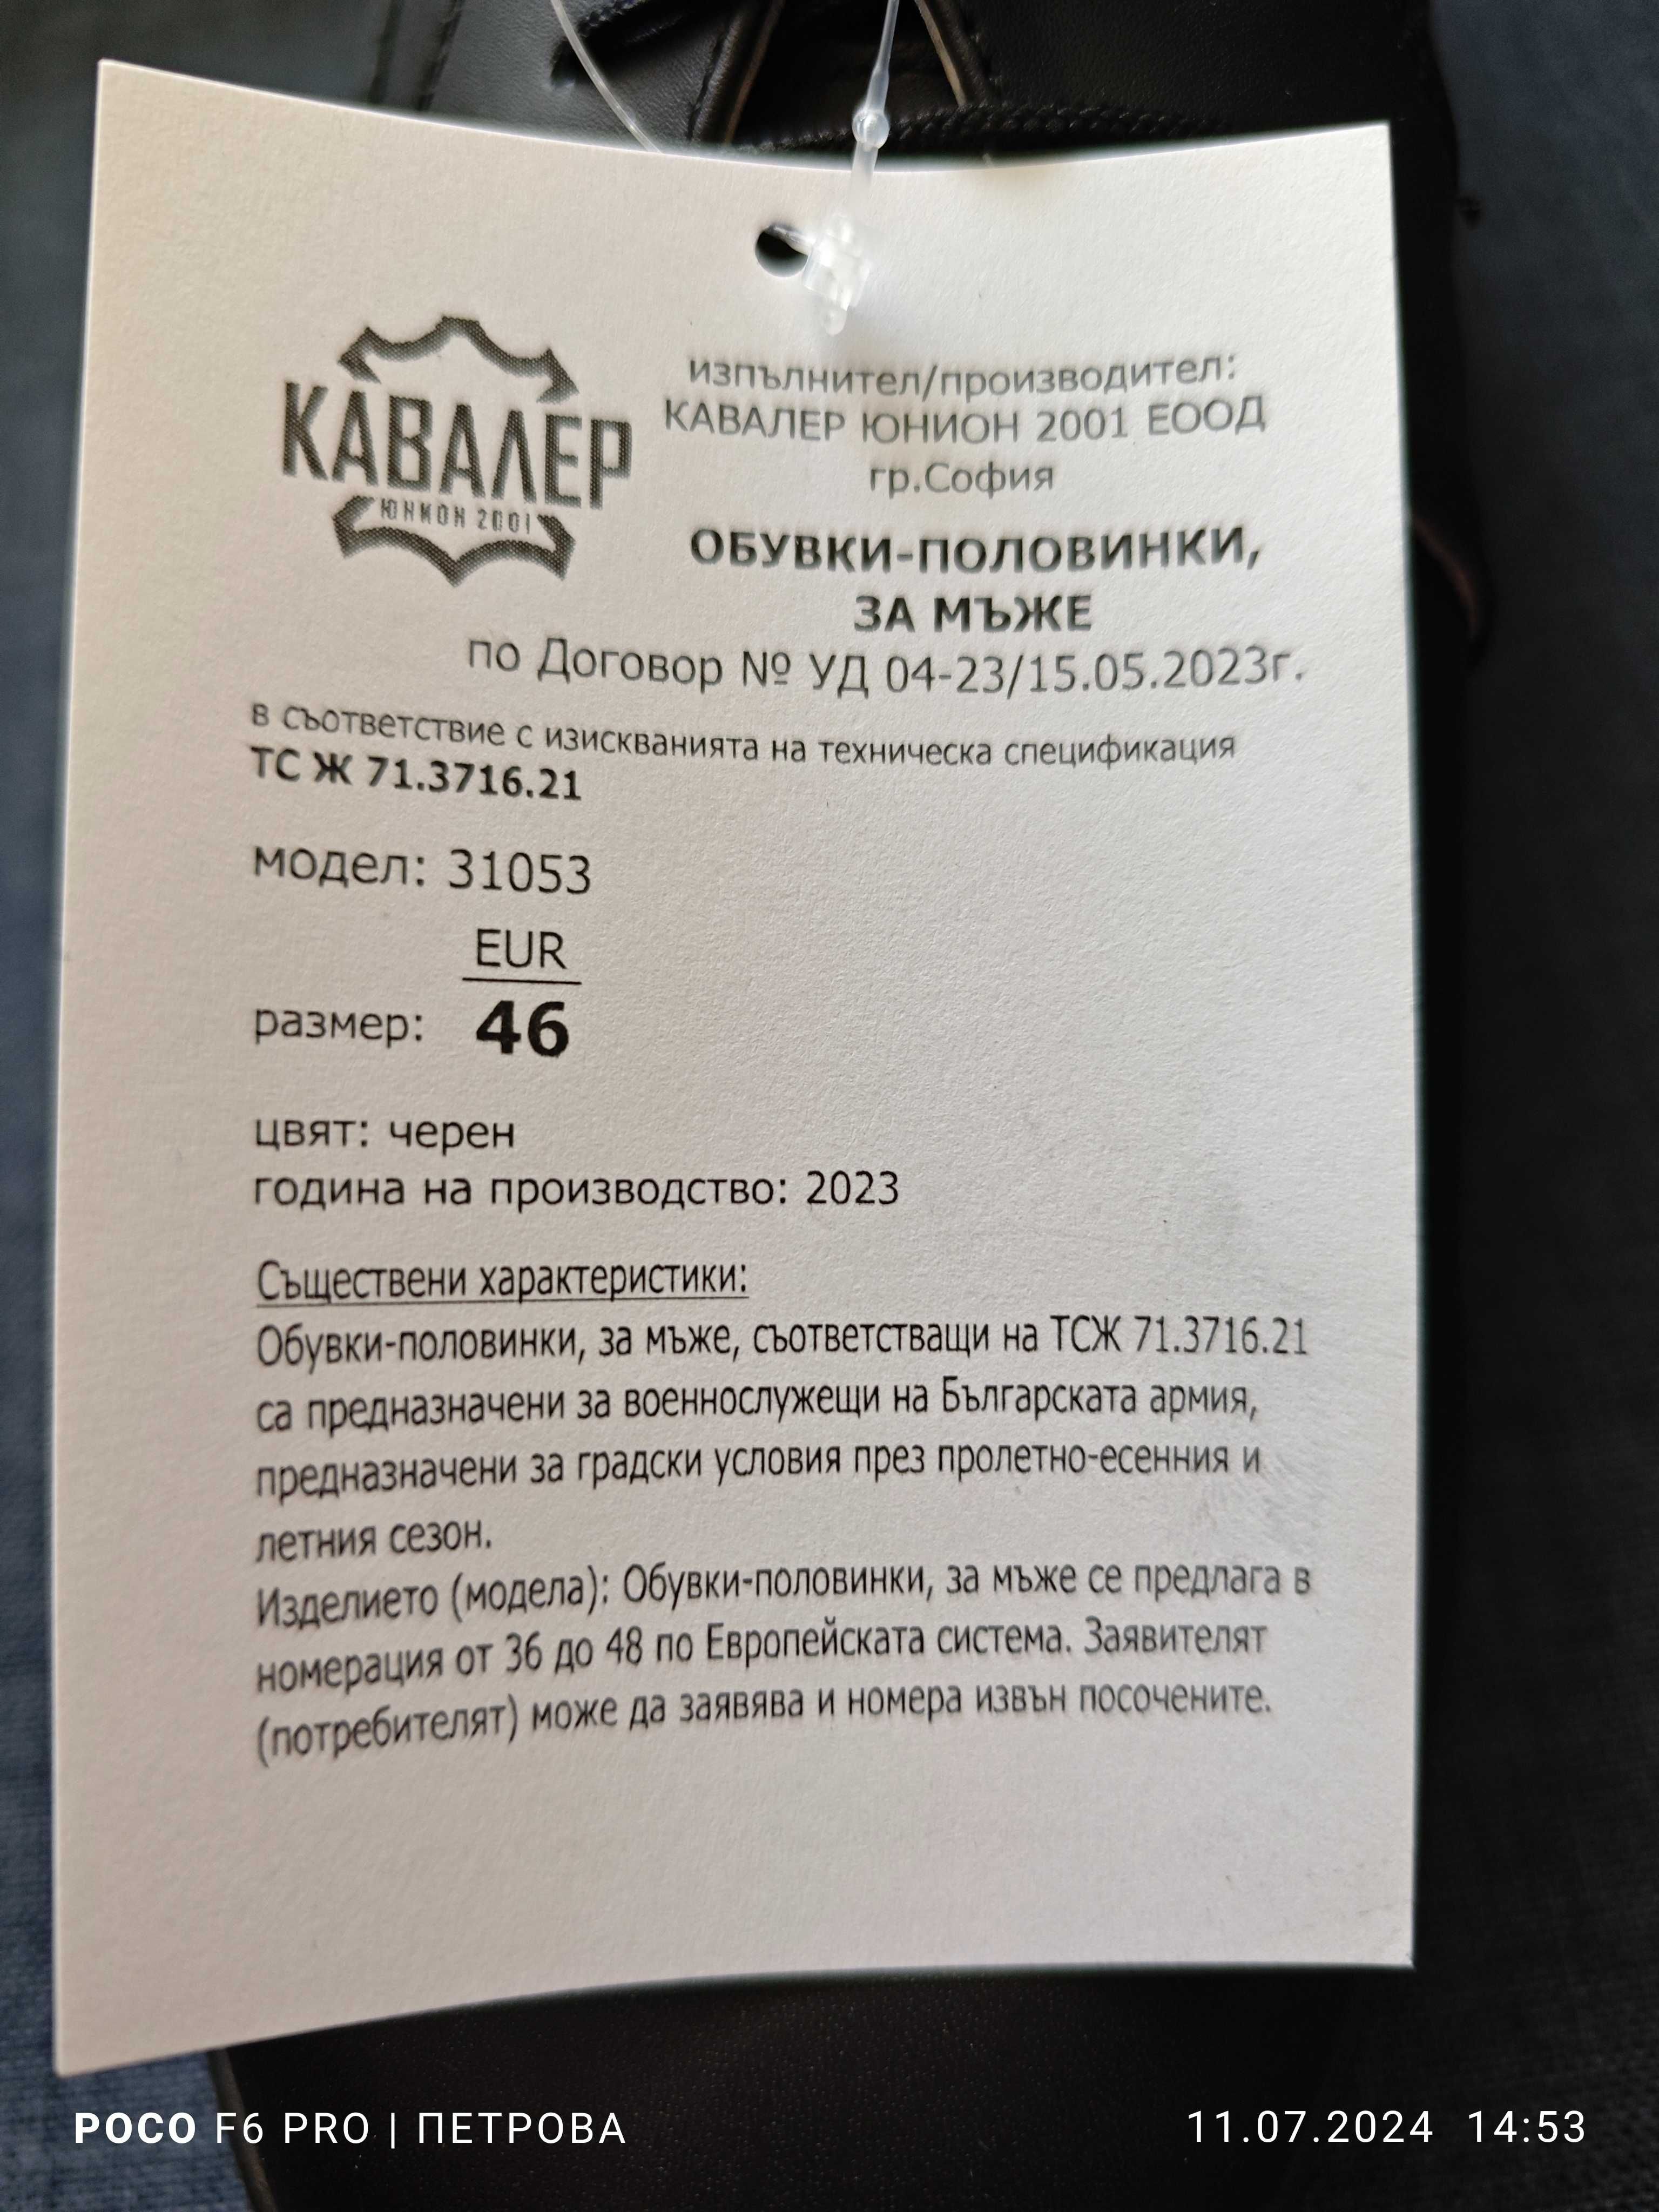 КАВАЛЕР
ЮНИОН 2001
изпълнител/производител:
КАВАЛЕР ЮНИОН 2001 ЕООД
гр.София
ОБУВКИ-ПОЛОВИНКИ,
ЗА МЪЖЕ
по Договор № УД 04-23/15.05.2023г.
в съответствие с изискванията на техническа спецификация
ТС Ж 71.3716.21
модел: 31053
EUR
размер: 46
цвят: черен
година на производство: 2023
Съществени характеристики:
Обувки-половинки, за мъже, съответстващи на ТСЖ 71.3716.21
са предназначени за военнослужещи на Българската армия,
предназначени за градски условия през пролетно-есенния и
летния сезон.
Изделието (модела): Обувки-половинки, за мъже се предлага в
номерация от 36 до 48 по Европейската система. Заявителят
(потребителят) може да заявява и номера извън посочените.
POCO F6 PRO | ПЕТРОВА
11.07.2024 14:53